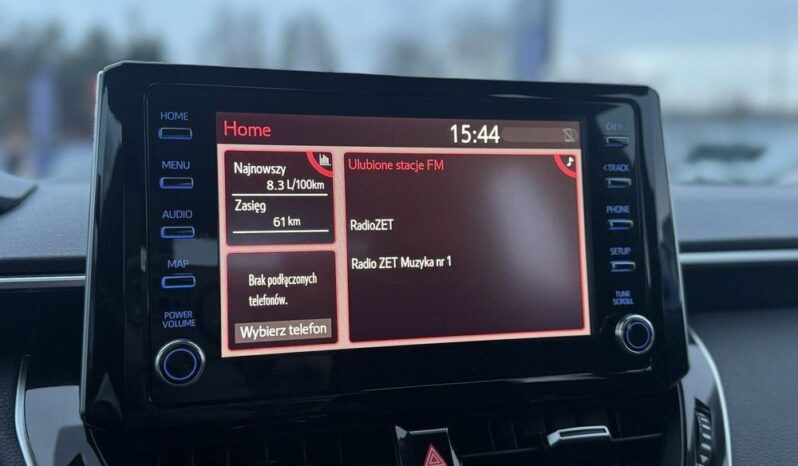 HOME
MENU
AUDIO
MAP
POWER
VOLUME
Home
15:44
Najnowszy
8.3 L/100km
Zasięg
61 km
Brak podłączonych
telefonów.
Wybierz telefon
Ulubione stacje FM
RadioZET
Radio ZET Muzyka nr 1
CH>
<TRACK
PHONE
SETUP
TUNE
SCROLL